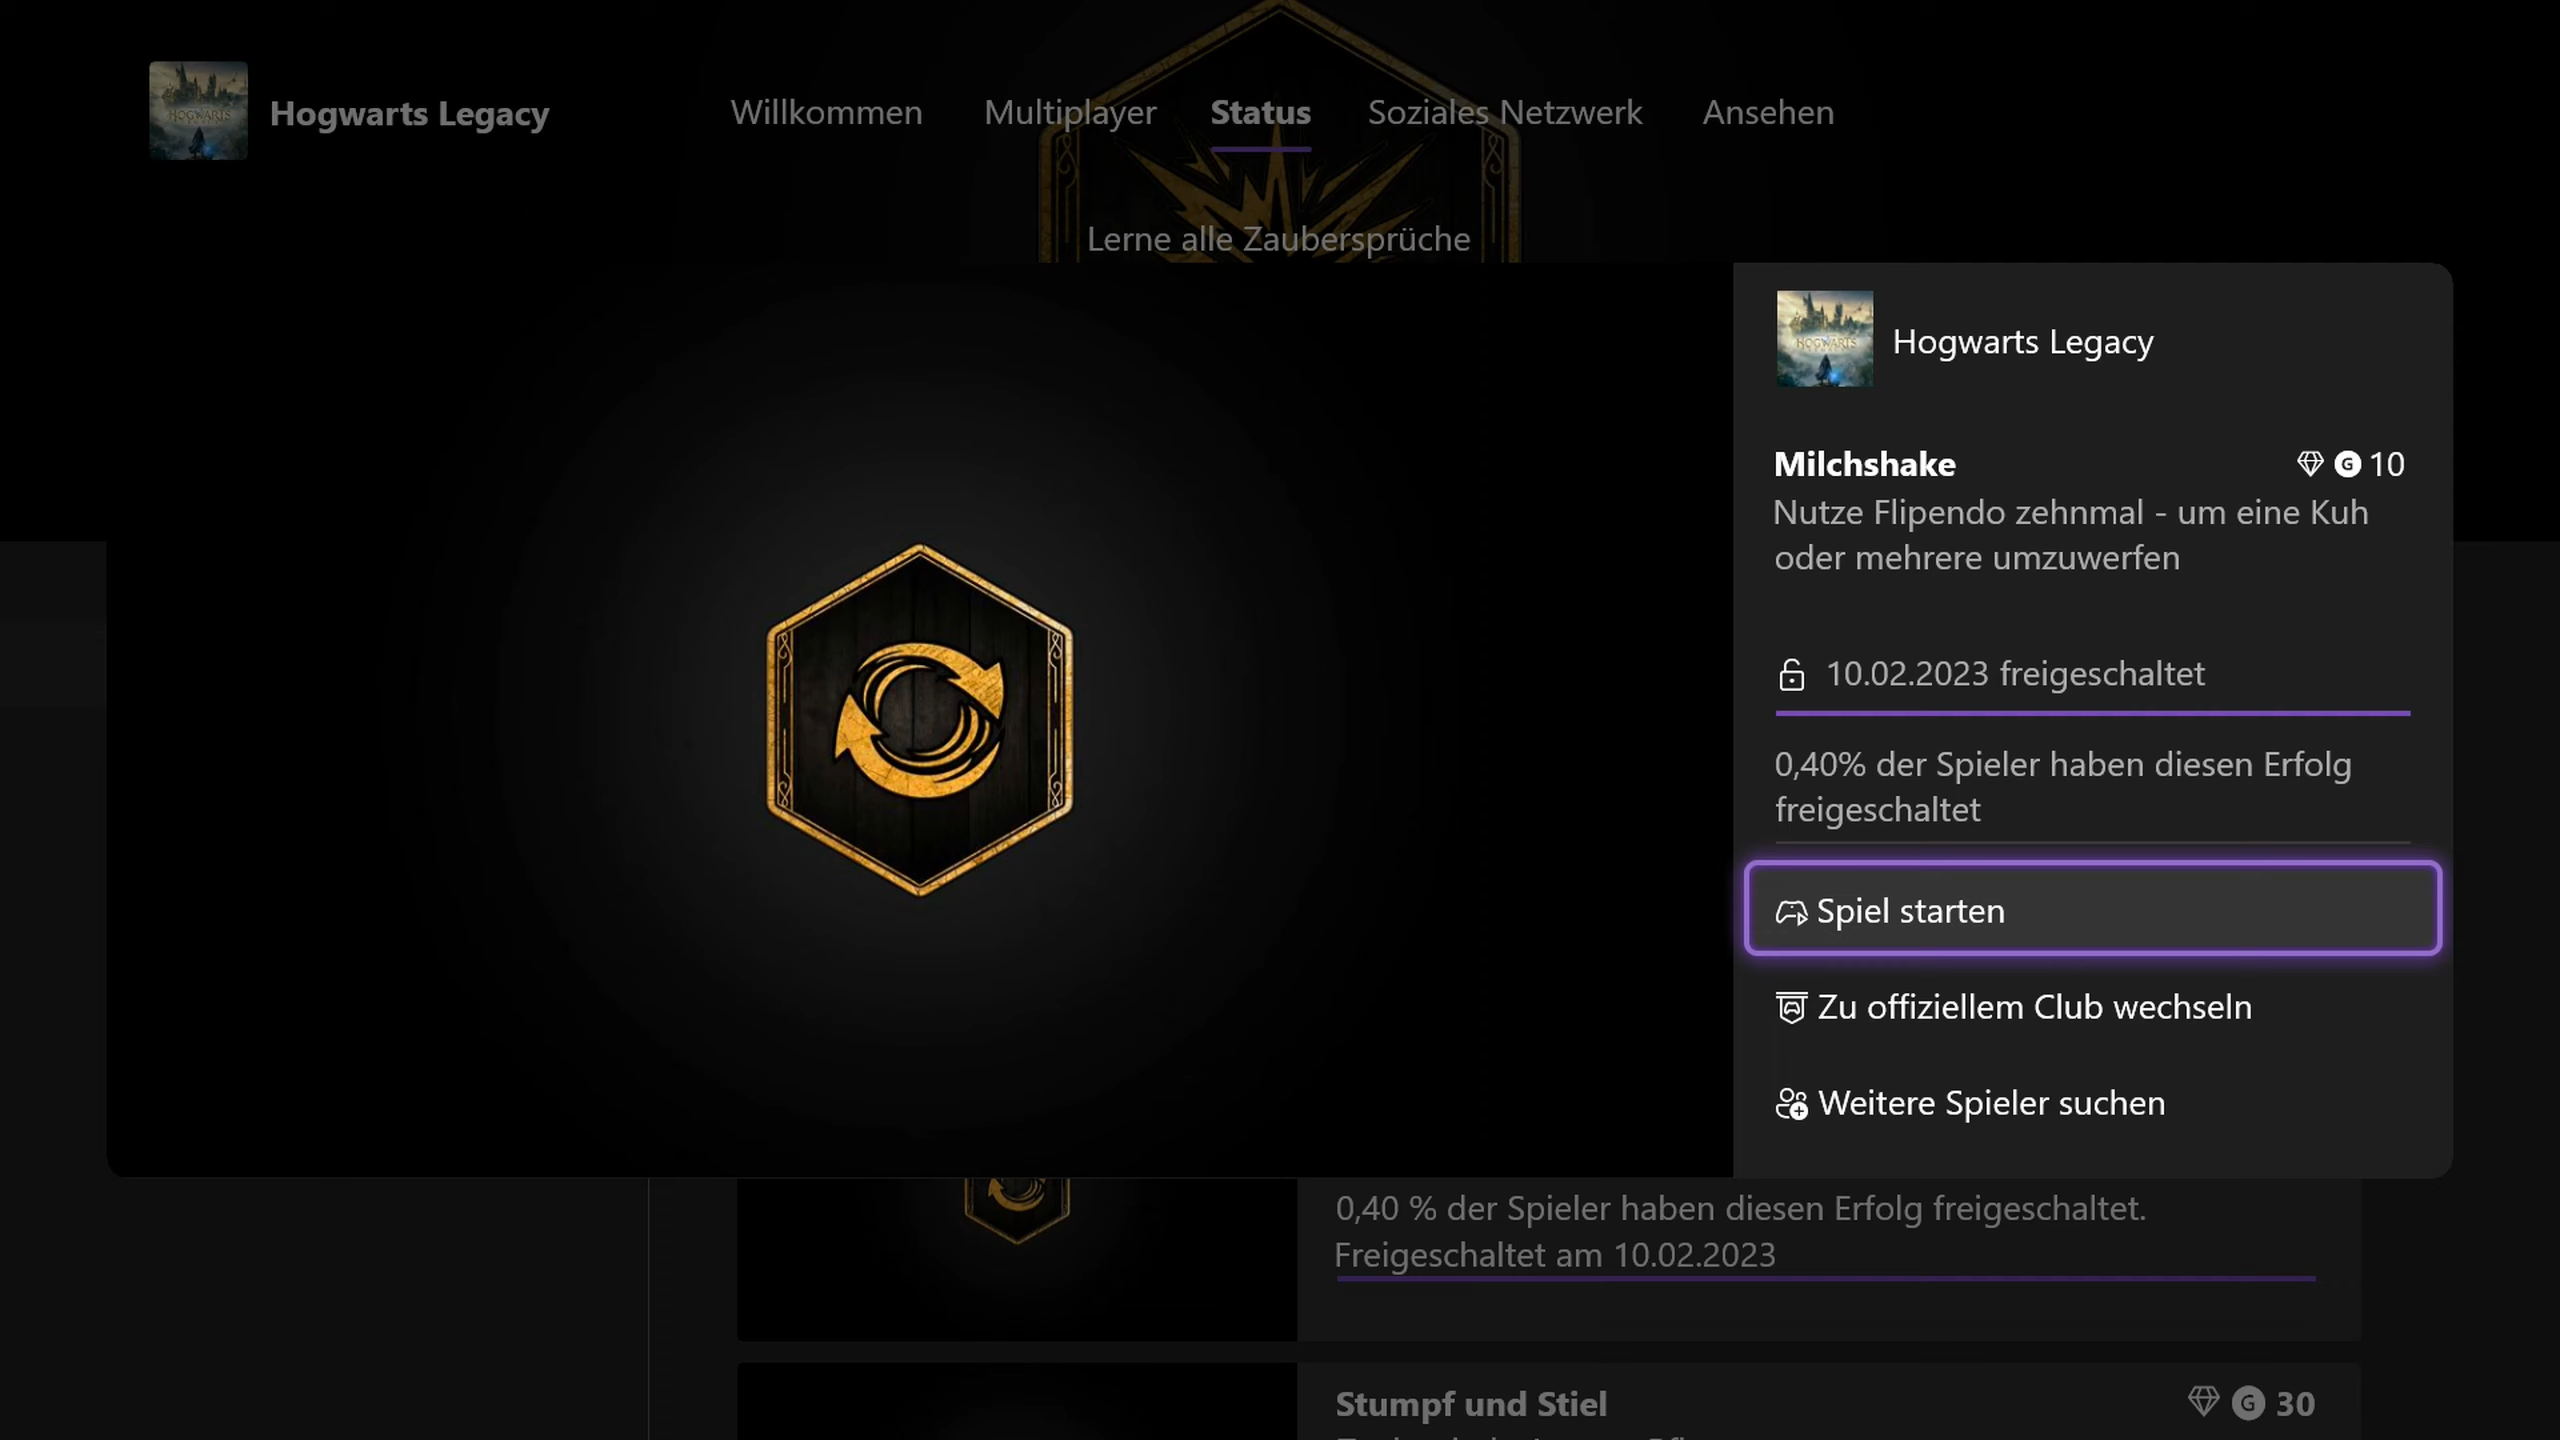 Hogwarts Legacy
Willkommen
Multiplayer
Status
Soziales Netzwerk
Ansehen
Lerne alle Zaubersprüche
HOGWARTS
Hogwarts Legacy
Milchshake
G 10
Nutze Flipendo zehnmal - um eine Kuh
oder mehrere umzuwerfen
10.02.2023 freigeschaltet
0,40% der Spieler haben diesen Erfolg
freigeschaltet
Spiel starten
Zu offiziellem Club wechseln
Weitere Spieler suchen
0,40 % der Spieler haben diesen Erfolg freigeschaltet.
Freigeschaltet am 10.02.2023
Stumpf und Stiel
G 30